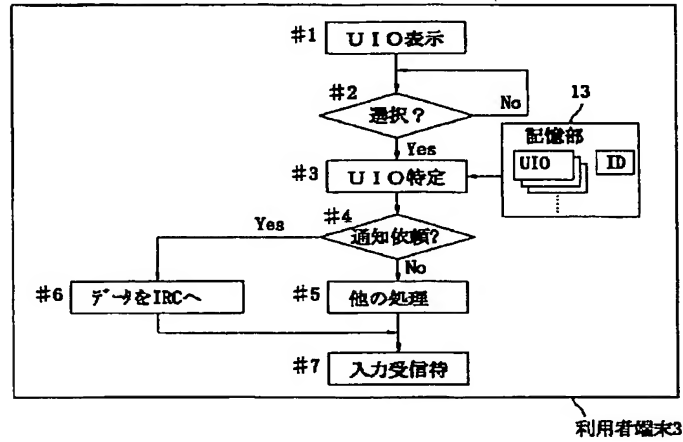 #1 UIO表示
#2 選択? No
13
記憶部
UIO ID
Yes
#3 UIO特定
#4 通知依頼?
Yes
No
#6 データをIRCへ
#5 他の処理
#7 入力受信待
利用者端末3